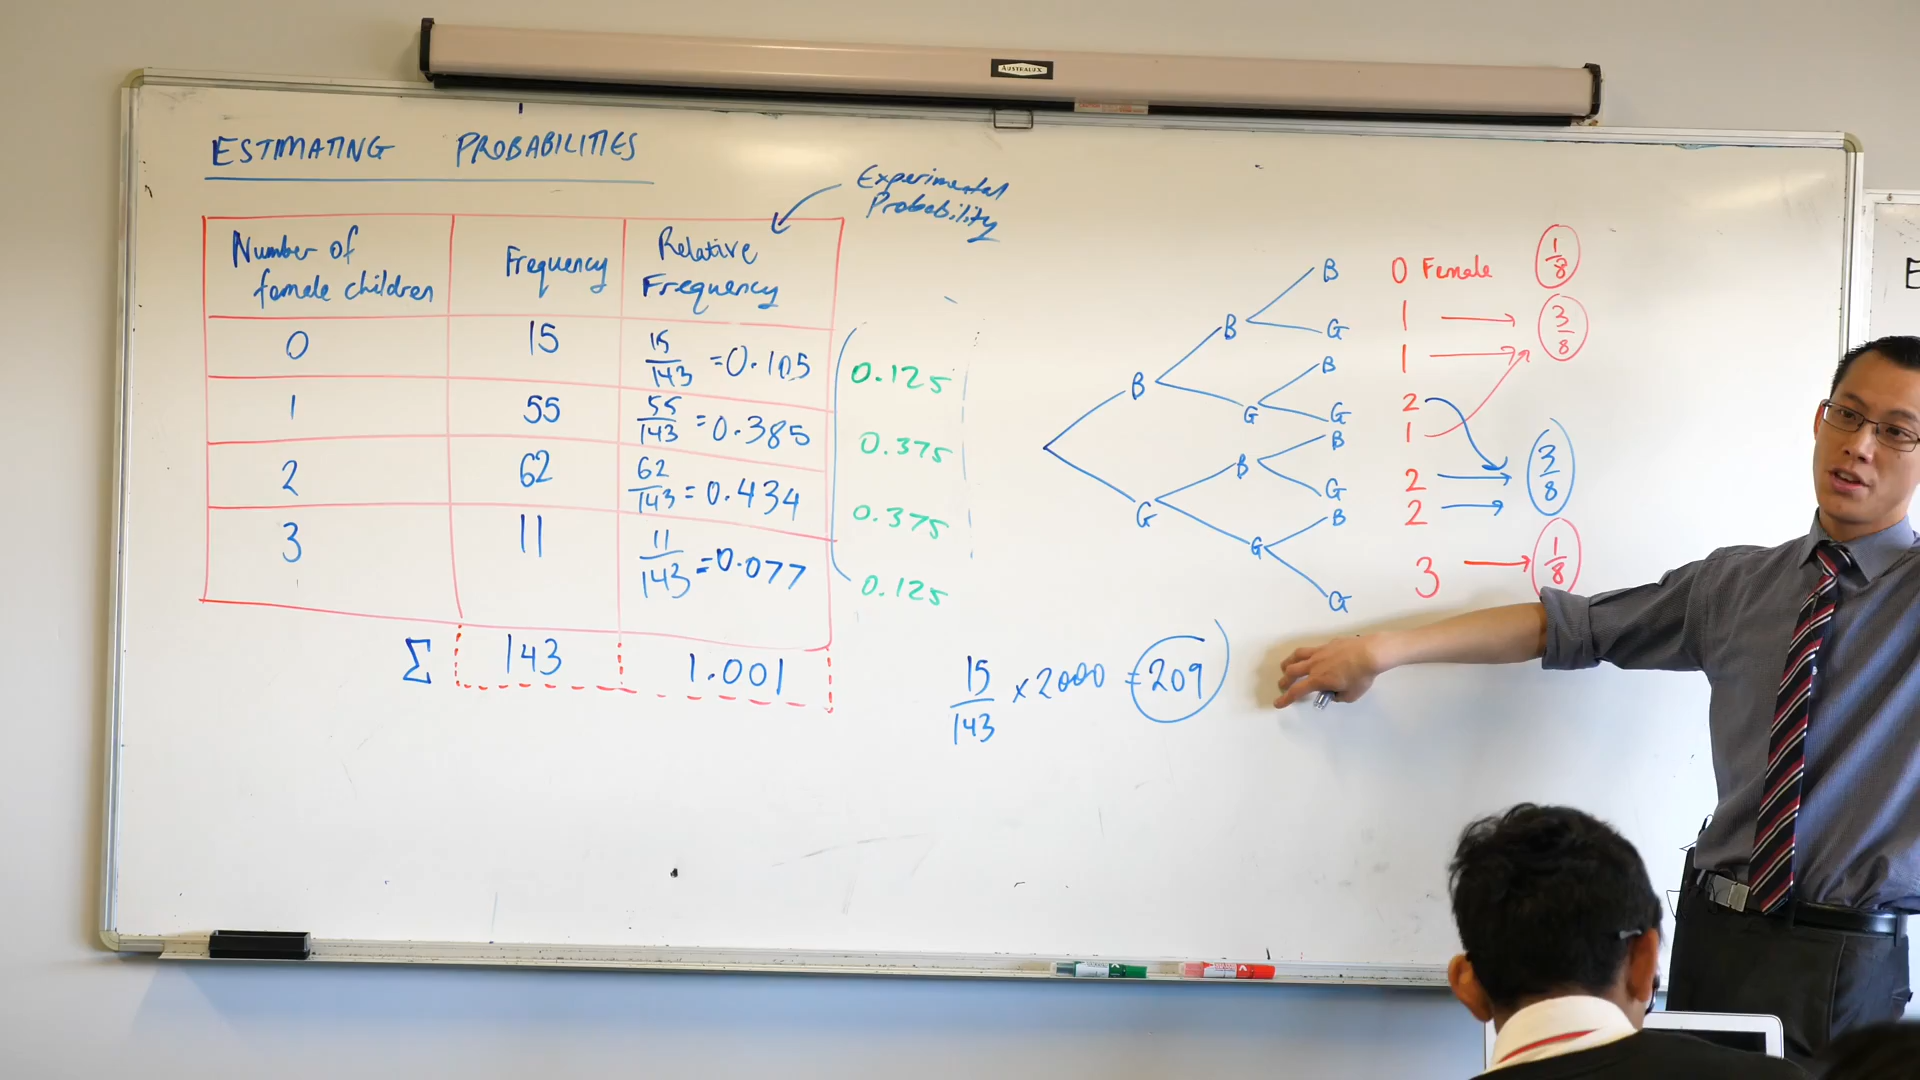 AUSTRALUX
ESTIMATING PROBABILITIES
Experimental
Probability
Number of
female children
Frequency
Relative
Frequency
0
15
15/143 = 0.105
0.125
1
55
55/143 = 0.385
0.375
2
62
62/143 = 0.434
0.375
3
11
11/143 = 0.077
0.125
Σ
143
1.001
B
G
B
G
B
G
B
G
B
G
B
G
B
G
0 Female
1/8
1
3/8
1
2
1
2
3/8
2
3
1/8
15/143 × 2000 = 209
E